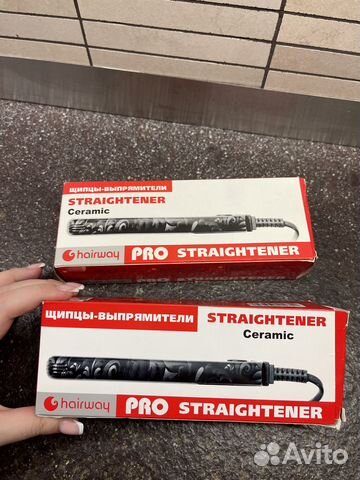 ЩИПЦЫ-ВЫПРЯМИТЕЛИ
STRAIGHTENER
Ceramic
hairway PRO STRAIGHTENER
ЩИПЦЫ-ВЫПРЯМИТЕЛИ STRAIGHTENER
Ceramic
hairway PRO STRAIGHTENER
Avito